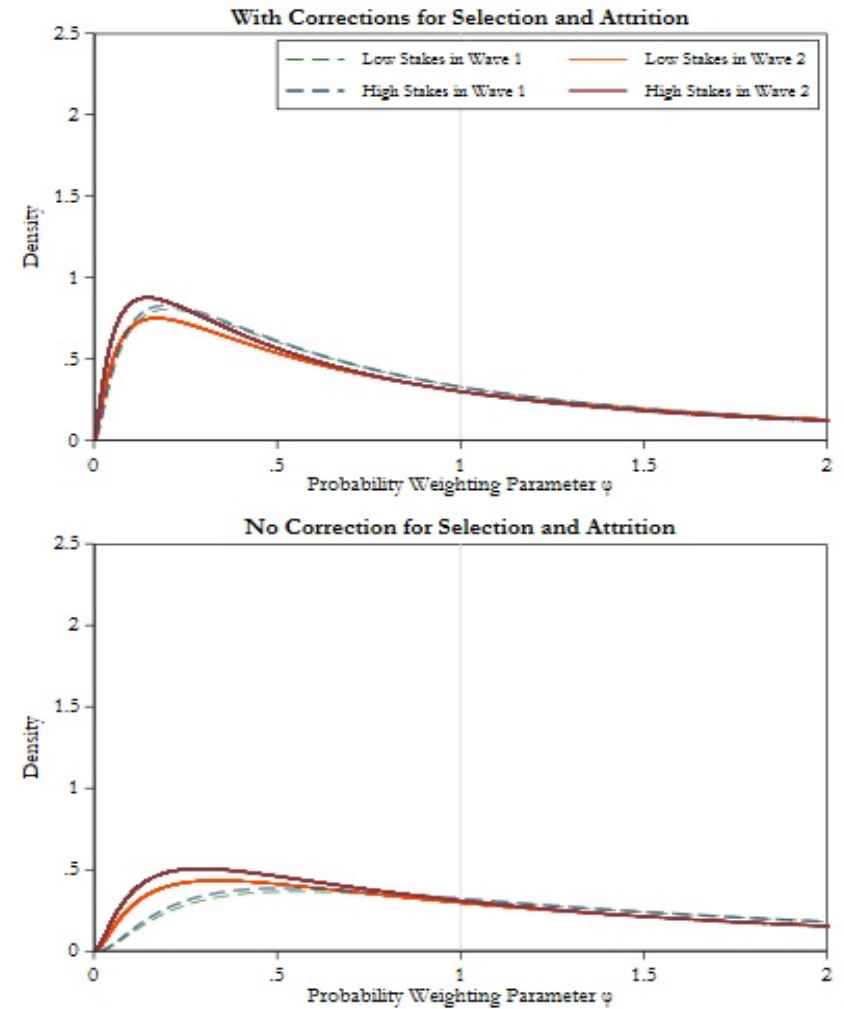 With Corrections for Selection and Attrition
2.5
Low Stakes in Wave 1 Low Stakes in Wave 2
High Stakes in Wave 1 High Stakes in Wave 2
2
1.5
Density
1
.5
0
0 .5 1 1.5 2
Probability Weighting Parameter φ
No Correction for Selection and Attrition
2.5
2
1.5
Density
1
.5
0
0 .5 1 1.5 2
Probability Weighting Parameter φ